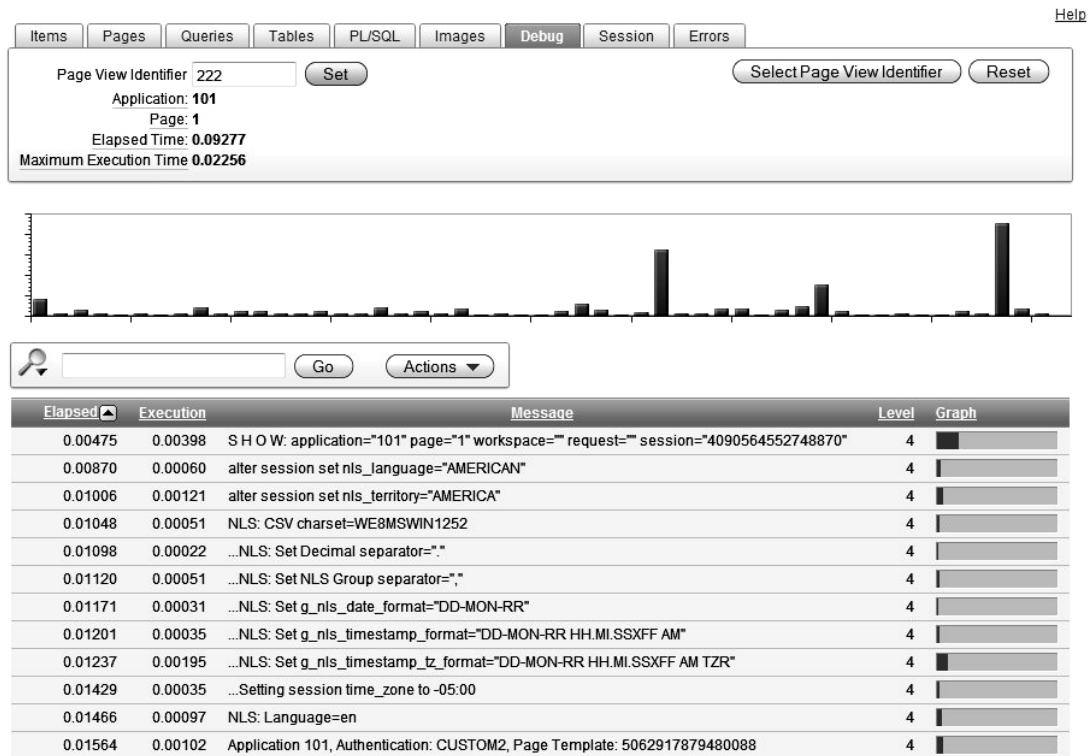 Help
Items Pages Queries Tables PL/SQL Images Debug Session Errors
Page View Identifier 222 Set Select Page View Identifier Reset
Application: 101
Page: 1
Elapsed Time: 0.09277
Maximum Execution Time 0.02256
Go Actions
Elapsed Execution Message Level Graph
0.00475 0.00398 S H O W: application="101" page="1" workspace="" request="" session="4090564552748870" 4
0.00870 0.00060 alter session set nls_language="AMERICAN" 4
0.01006 0.00121 alter session set nls_territory="AMERICA" 4
0.01048 0.00051 NLS: CSV charset=WE8MSWIN1252 4
0.01098 0.00022 ...NLS: Set Decimal separator="." 4
0.01120 0.00051 ...NLS: Set NLS Group separator="," 4
0.01171 0.00031 ...NLS: Set g_nls_date_format="DD-MON-RR" 4
0.01201 0.00035 ...NLS: Set g_nls_timestamp_format="DD-MON-RR HH.MI.SSXFF AM" 4
0.01237 0.00195 ...NLS: Set g_nls_timestamp_tz_format="DD-MON-RR HH.MI.SSXFF AM TZR" 4
0.01429 0.00035 ...Setting session time_zone to -05:00 4
0.01466 0.00097 NLS: Language=en 4
0.01564 0.00102 Application 101, Authentication: CUSTOM2, Page Template: 5062917879480088 4